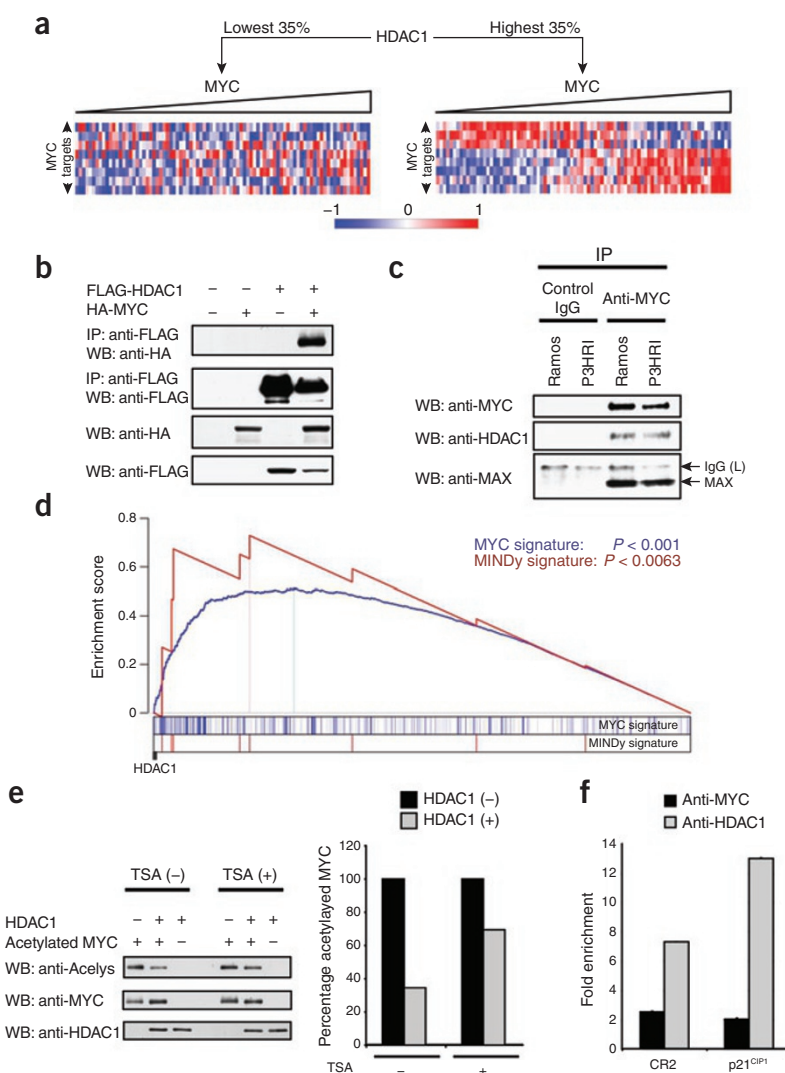 a
Lowest 35%
HDAC1
Highest 35%
MYC
MYC
MYC targets
MYC targets
−1 0 1
b
FLAG-HDAC1 − − + +
HA-MYC − + − +
IP: anti-FLAG
WB: anti-HA
IP: anti-FLAG
WB: anti-FLAG
WB: anti-HA
WB: anti-FLAG
c
IP
Control IgG
Anti-MYC
Ramos
P3HRI
Ramos
P3HRI
WB: anti-MYC
WB: anti-HDAC1
WB: anti-MAX
IgG (L)
MAX
d
0.8
0.6
0.4
0.2
0
Enrichment score
MYC signature: P < 0.001
MINDy signature: P < 0.0063
MYC signature
MINDy signature
HDAC1
e
TSA (−) TSA (+)
HDAC1 − + + − + +
Acetylated MYC + + − + + −
WB: anti-Acelys
WB: anti-MYC
WB: anti-HDAC1
HDAC1 (−)
HDAC1 (+)
Percentage acetylayed MYC
120
100
80
60
40
20
0
TSA − +
f
Anti-MYC
Anti-HDAC1
Fold enrichment
14
12
10
8
6
4
2
0
CR2 p21CIP1